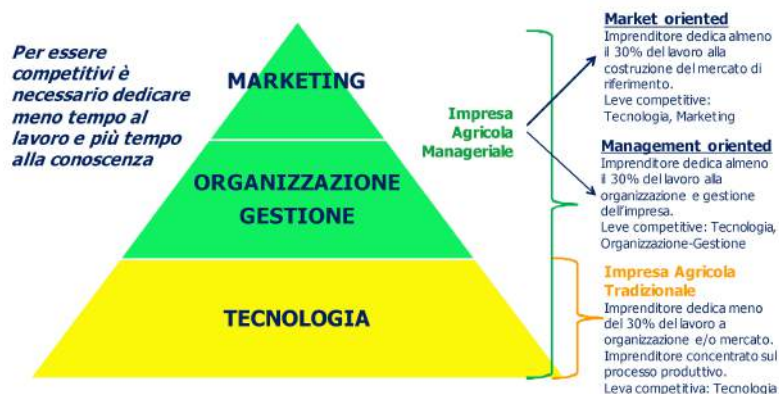 Per essere
competitivi è
necessario dedicare
meno tempo al
lavoro e più tempo
alla conoscenza
MARKETING
ORGANIZZAZIONE
GESTIONE
TECNOLOGIA
Impresa
Agricola
Manageriale
Market oriented
Imprenditore dedica almeno
il 30% del lavoro alla
costruzione del mercato di
riferimento.
Leve competitive:
Tecnologia, Marketing
Management oriented
Imprenditore dedica almeno
il 30% del lavoro alla
organizzazione e gestione
dell'impresa.
Leve competitive: Tecnologia,
Organizzazione-Gestione
Impresa Agricola
Tradizionale
Imprenditore dedica meno
del 30% del lavoro a
organizzazione e/o mercato.
Imprenditore concentrato sul
processo produttivo.
Leva competitiva: Tecnologia